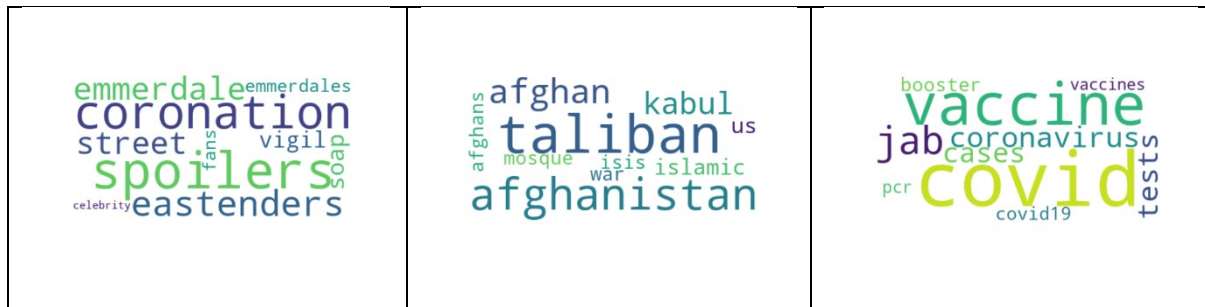 emmerdale emmerdales
coronation
street fans vigil
spoilers soap
celebrity eastenders
afghan kabul
afghans taliban us
mosque isis islamic
war
afghanistan
booster vaccines
vaccine
jab coronavirus
cases tests
pcr covid
covid19